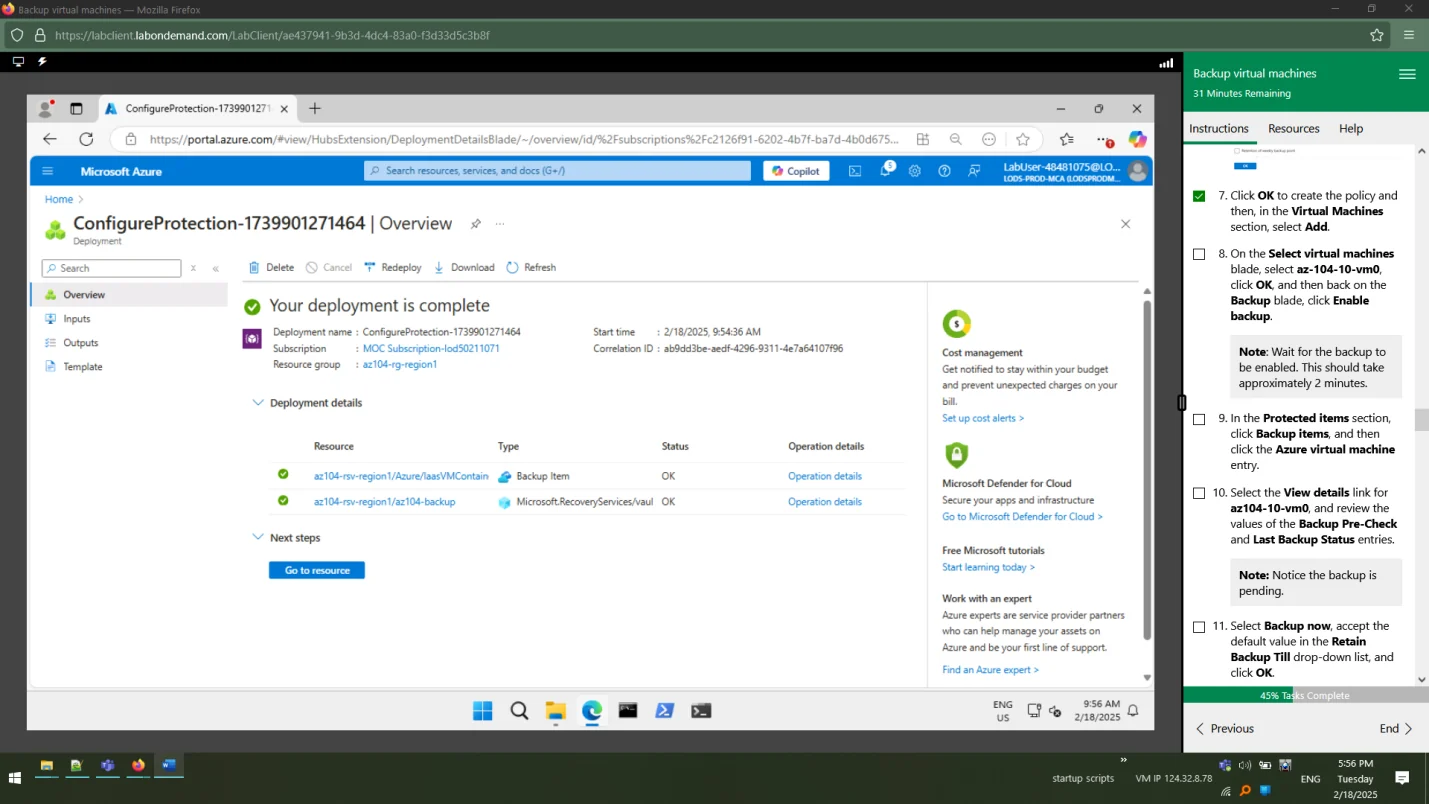 Backup virtual machines — Mozilla Firefox
https://labclient.labondemand.com/LabClient/ae437941-9b3d-4dc4-83a0-f3d33d5c3b8f
ConfigureProtection-1739901271
https://portal.azure.com/#view/HubsExtension/DeploymentDetailsBlade/~/overview/id/%2Fsubscriptions%2Fc2126f91-6202-4b7f-ba7d-4b0d675...
Microsoft Azure
Search resources, services, and docs (G+/)
Copilot
5
LabUser-48481075@LO...
LODS-PROD-MCA (LODSPRODM...
Home >
ConfigureProtection-1739901271464 | Overview
Deployment
Search
Delete
Cancel
Redeploy
Download
Refresh
Overview
Inputs
Outputs
Template
Your deployment is complete
Deployment name : ConfigureProtection-1739901271464
Subscription : MOC Subscription-lod50211071
Resource group : az104-rg-region1
Start time : 2/18/2025, 9:54:36 AM
Correlation ID : ab9dd3be-aedf-4296-9311-4e7a64107f96
Deployment details
Resource Type Status Operation details
az104-rsv-region1/Azure/IaasVMContain Backup Item OK Operation details
az104-rsv-region1/az104-backup Microsoft.RecoveryServices/vaul OK Operation details
Next steps
Go to resource
Cost management
Get notified to stay within your budget
and prevent unexpected charges on your
bill.
Set up cost alerts >
Microsoft Defender for Cloud
Secure your apps and infrastructure
Go to Microsoft Defender for Cloud >
Free Microsoft tutorials
Start learning today >
Work with an expert
Azure experts are service provider partners
who can help manage your assets on
Azure and be your first line of support.
Find an Azure expert >
ENG
US
9:56 AM
2/18/2025
Backup virtual machines
31 Minutes Remaining
Instructions Resources Help
OK
7. Click OK to create the policy and
then, in the Virtual Machines
section, select Add.
8. On the Select virtual machines
blade, select az-104-10-vm0,
click OK, and then back on the
Backup blade, click Enable
backup.
Note: Wait for the backup to
be enabled. This should take
approximately 2 minutes.
9. In the Protected items section,
click Backup items, and then
click the Azure virtual machine
entry.
10. Select the View details link for
az104-10-vm0, and review the
values of the Backup Pre-Check
and Last Backup Status entries.
Note: Notice the backup is
pending.
11. Select Backup now, accept the
default value in the Retain
Backup Till drop-down list, and
click OK.
45% Tasks Complete
Previous
End
startup scripts
VM IP 124.32.8.78
ENG
5:56 PM
Tuesday
2/18/2025